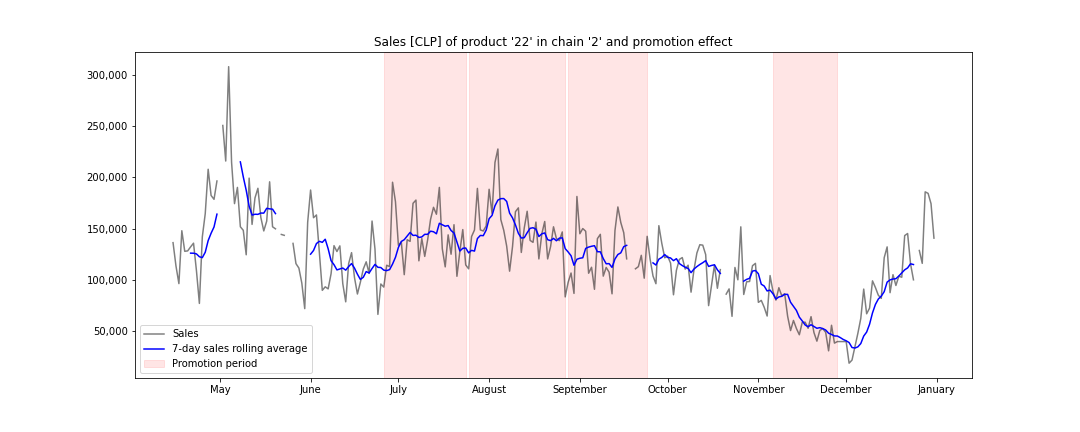 Sales [CLP] of product '22' in chain '2' and promotion effect
300,000
250,000
200,000
150,000
100,000
50,000
Sales
7-day sales rolling average
Promotion period
May June July August September October November December January